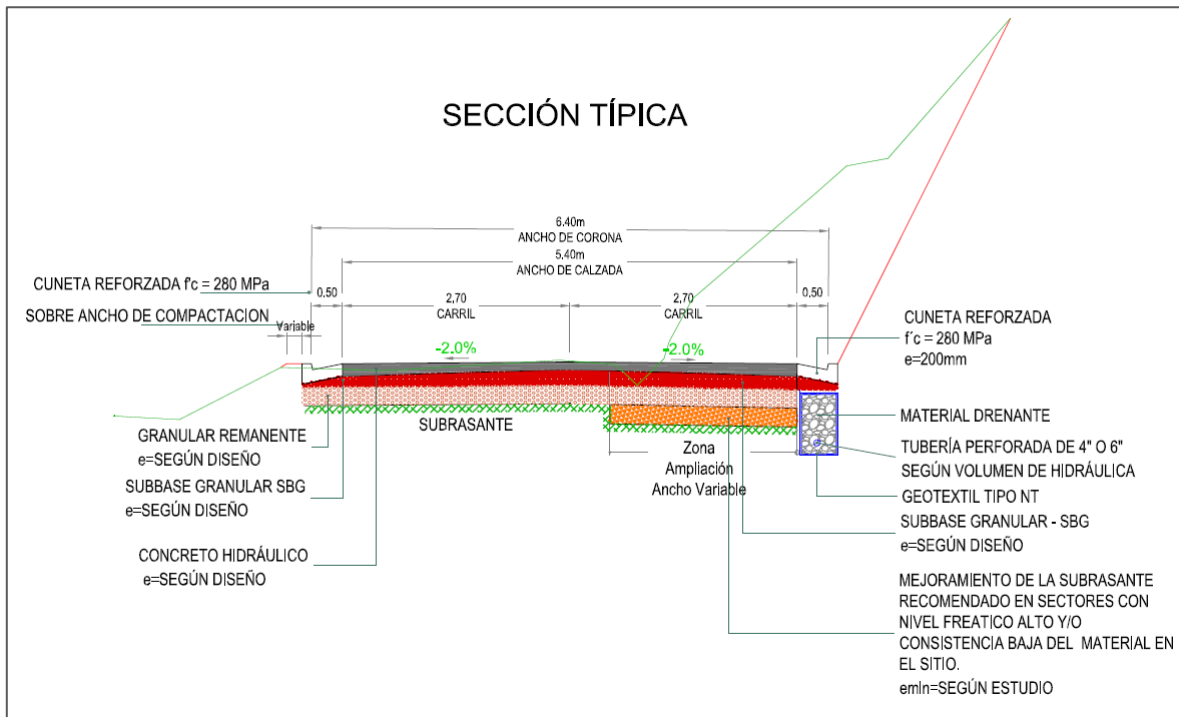 SECCIÓN TÍPICA
6.40m
ANCHO DE CORONA
5.40m
ANCHO DE CALZADA
CUNETA REFORZADA f'c = 280 MPa
0,50
2,70
CARRIL
2,70
CARRIL
0,50
SOBRE ANCHO DE COMPACTACION
Variable
-2.0%
-2.0%
CUNETA REFORZADA
f´c = 280 MPa
e=200mm
GRANULAR REMANENTE
e=SEGÚN DISEÑO
SUBBASE GRANULAR SBG
e=SEGÚN DISEÑO
CONCRETO HIDRÁULICO
e=SEGÚN DISEÑO
SUBRASANTE
Zona
Ampliación
Ancho Variable
MATERIAL DRENANTE
TUBERÍA PERFORADA DE 4" O 6"
SEGÚN VOLUMEN DE HIDRÁULICA
GEOTEXTIL TIPO NT
SUBBASE GRANULAR - SBG
e=SEGÚN DISEÑO
MEJORAMIENTO DE LA SUBRASANTE
RECOMENDADO EN SECTORES CON
NIVEL FREATICO ALTO Y/O
CONSISTENCIA BAJA DEL MATERIAL EN
EL SITIO.
emin=SEGÚN ESTUDIO